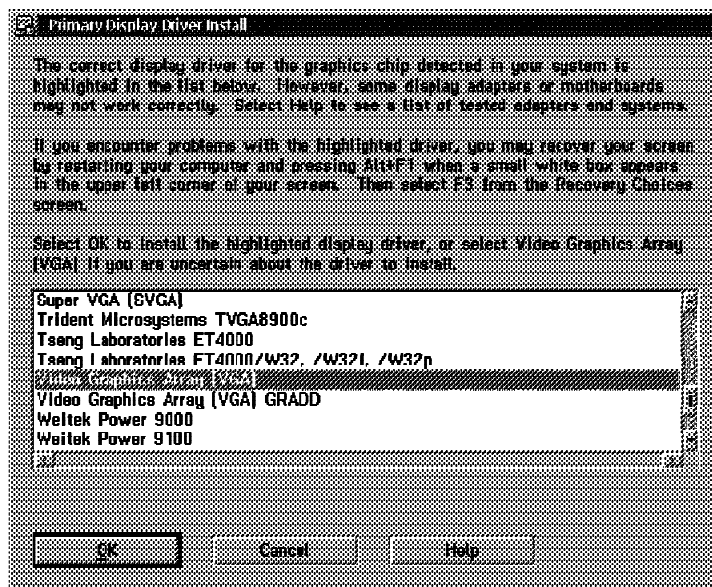 Primary Display Driver Install
The correct display driver for the graphics chip detected in your system is
highlighted in the list below. However, some display adapters or motherboards
may not work correctly. Select Help to see a list of tested adapters and systems.
If you encounter problems with the highlighted driver, you may recover your screen
by restarting your computer and pressing Alt+F1 when a small white box appears
in the upper left corner of your screen. Then select F3 from the Recovery Choices
screen.
Select OK to install the highlighted display driver, or select Video Graphics Array
(VGA) if you are uncertain about the driver to install.
Super VGA (SVGA)
Trident Microsystems TVGA8900c
Tseng Laboratories ET4000
Tseng Laboratories ET4000/W32, /W32i, /W32p
Video Graphics Array (VGA)
Video Graphics Array (VGA) GRADD
Weitek Power 9000
Weitek Power 9100
OK
Cancel
Help